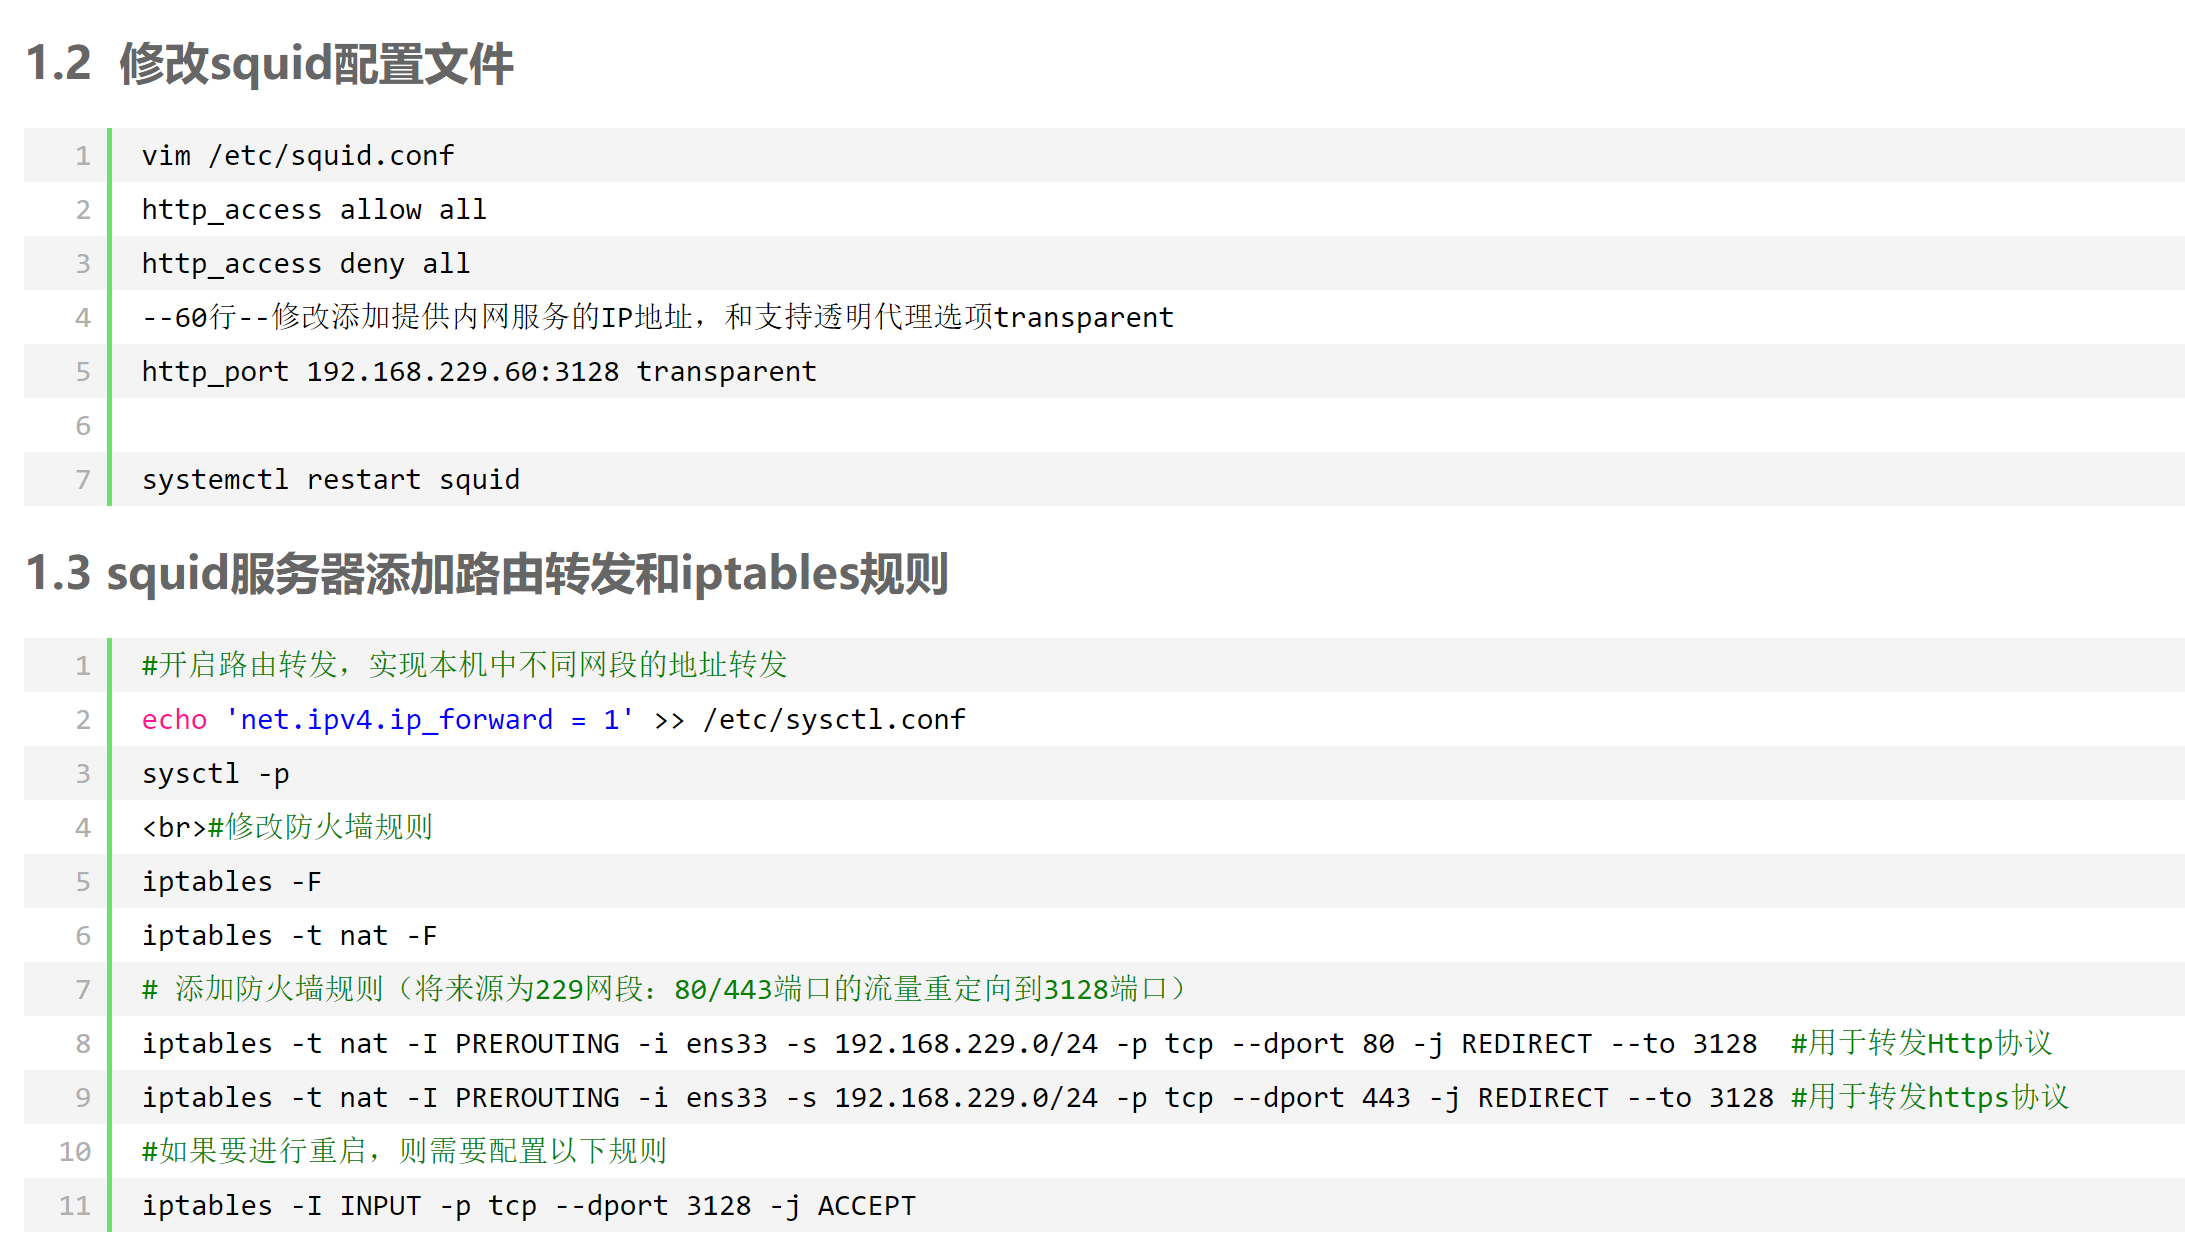 1.2  修改squid配置文件
1 vim /etc/squid.conf
2 http_access allow all
3 http_access deny all
4 --60行--修改添加提供内网服务的IP地址，和支持透明代理选项transparent
5 http_port 192.168.229.60:3128 transparent
6
7 systemctl restart squid
1.3 squid服务器添加路由转发和iptables规则
1 #开启路由转发，实现本机中不同网段的地址转发
2 echo 'net.ipv4.ip_forward = 1' >> /etc/sysctl.conf
3 sysctl -p
4 <br>#修改防火墙规则
5 iptables -F
6 iptables -t nat -F
7 # 添加防火墙规则（将来源为229网段：80/443端口的流量重定向到3128端口）
8 iptables -t nat -I PREROUTING -i ens33 -s 192.168.229.0/24 -p tcp --dport 80 -j REDIRECT --to 3128  #用于转发Http协议
9 iptables -t nat -I PREROUTING -i ens33 -s 192.168.229.0/24 -p tcp --dport 443 -j REDIRECT --to 3128 #用于转发https协议
10 #如果要进行重启，则需要配置以下规则
11 iptables -I INPUT -p tcp --dport 3128 -j ACCEPT